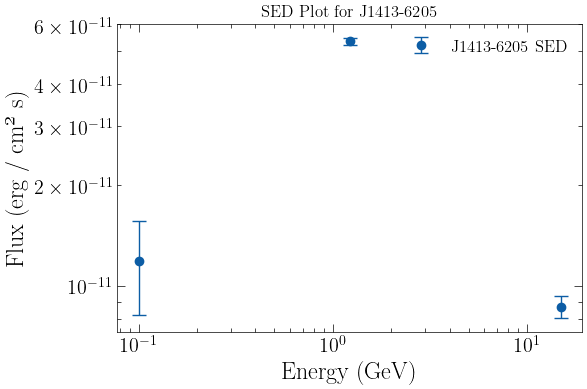 SED Plot for J1413-6205
6 × 10⁻¹¹
4 × 10⁻¹¹
3 × 10⁻¹¹
2 × 10⁻¹¹
10⁻¹¹
Flux (erg / cm² s)
J1413-6205 SED
10⁻¹
10⁰
10¹
Energy (GeV)